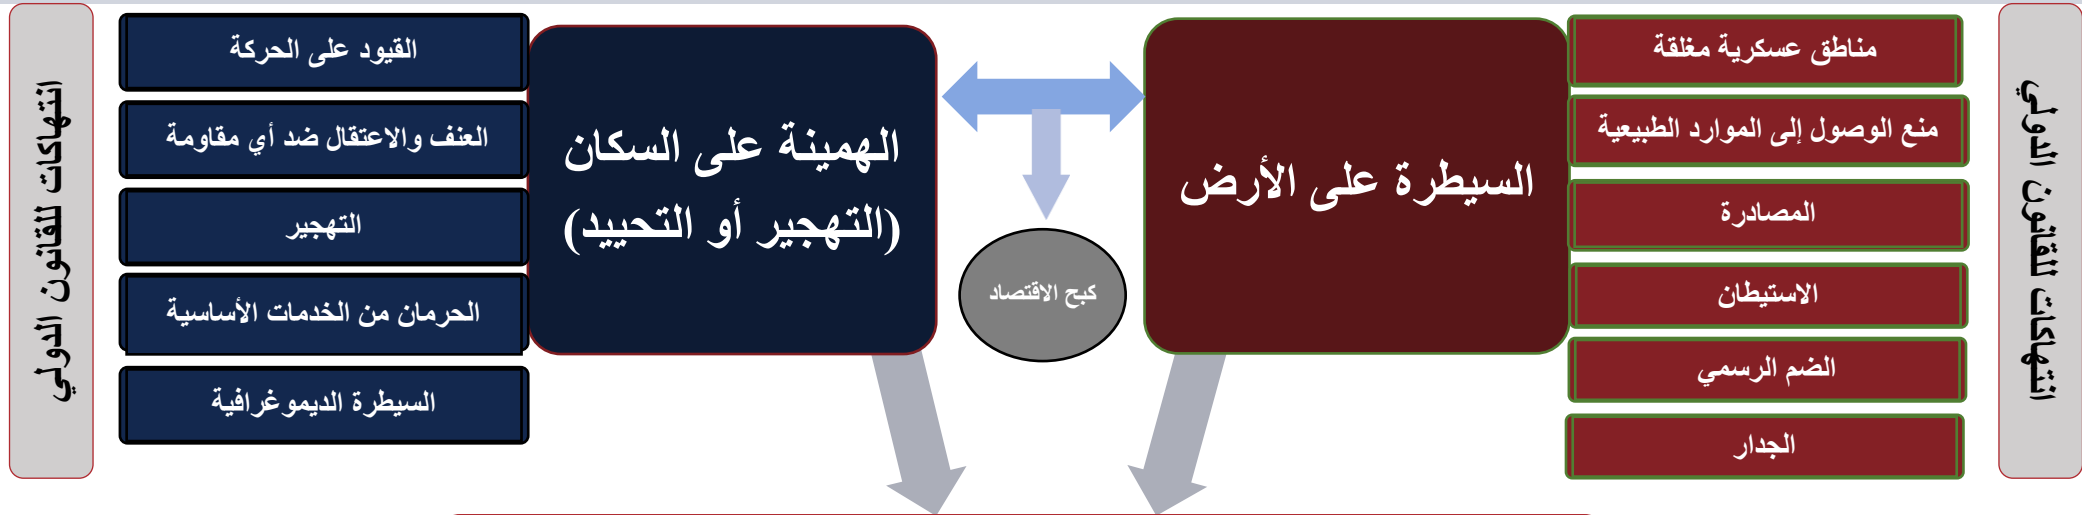 انتهاكات للقانون الدولي
مناطق عسكرية مغلقة
منع الوصول إلى الموارد الطبيعية
المصادرة
الاستيطان
الضم الرسمي
الجدار
السيطرة على الأرض
كبح الاقتصاد
الهمينة على السكان
(التهجير أو التحييد)
القيود على الحركة
العنف والاعتقال ضد أي مقاومة
التهجير
الحرمان من الخدمات الأساسية
السيطرة الديموغرافية
انتهاكات للقانون الدولي